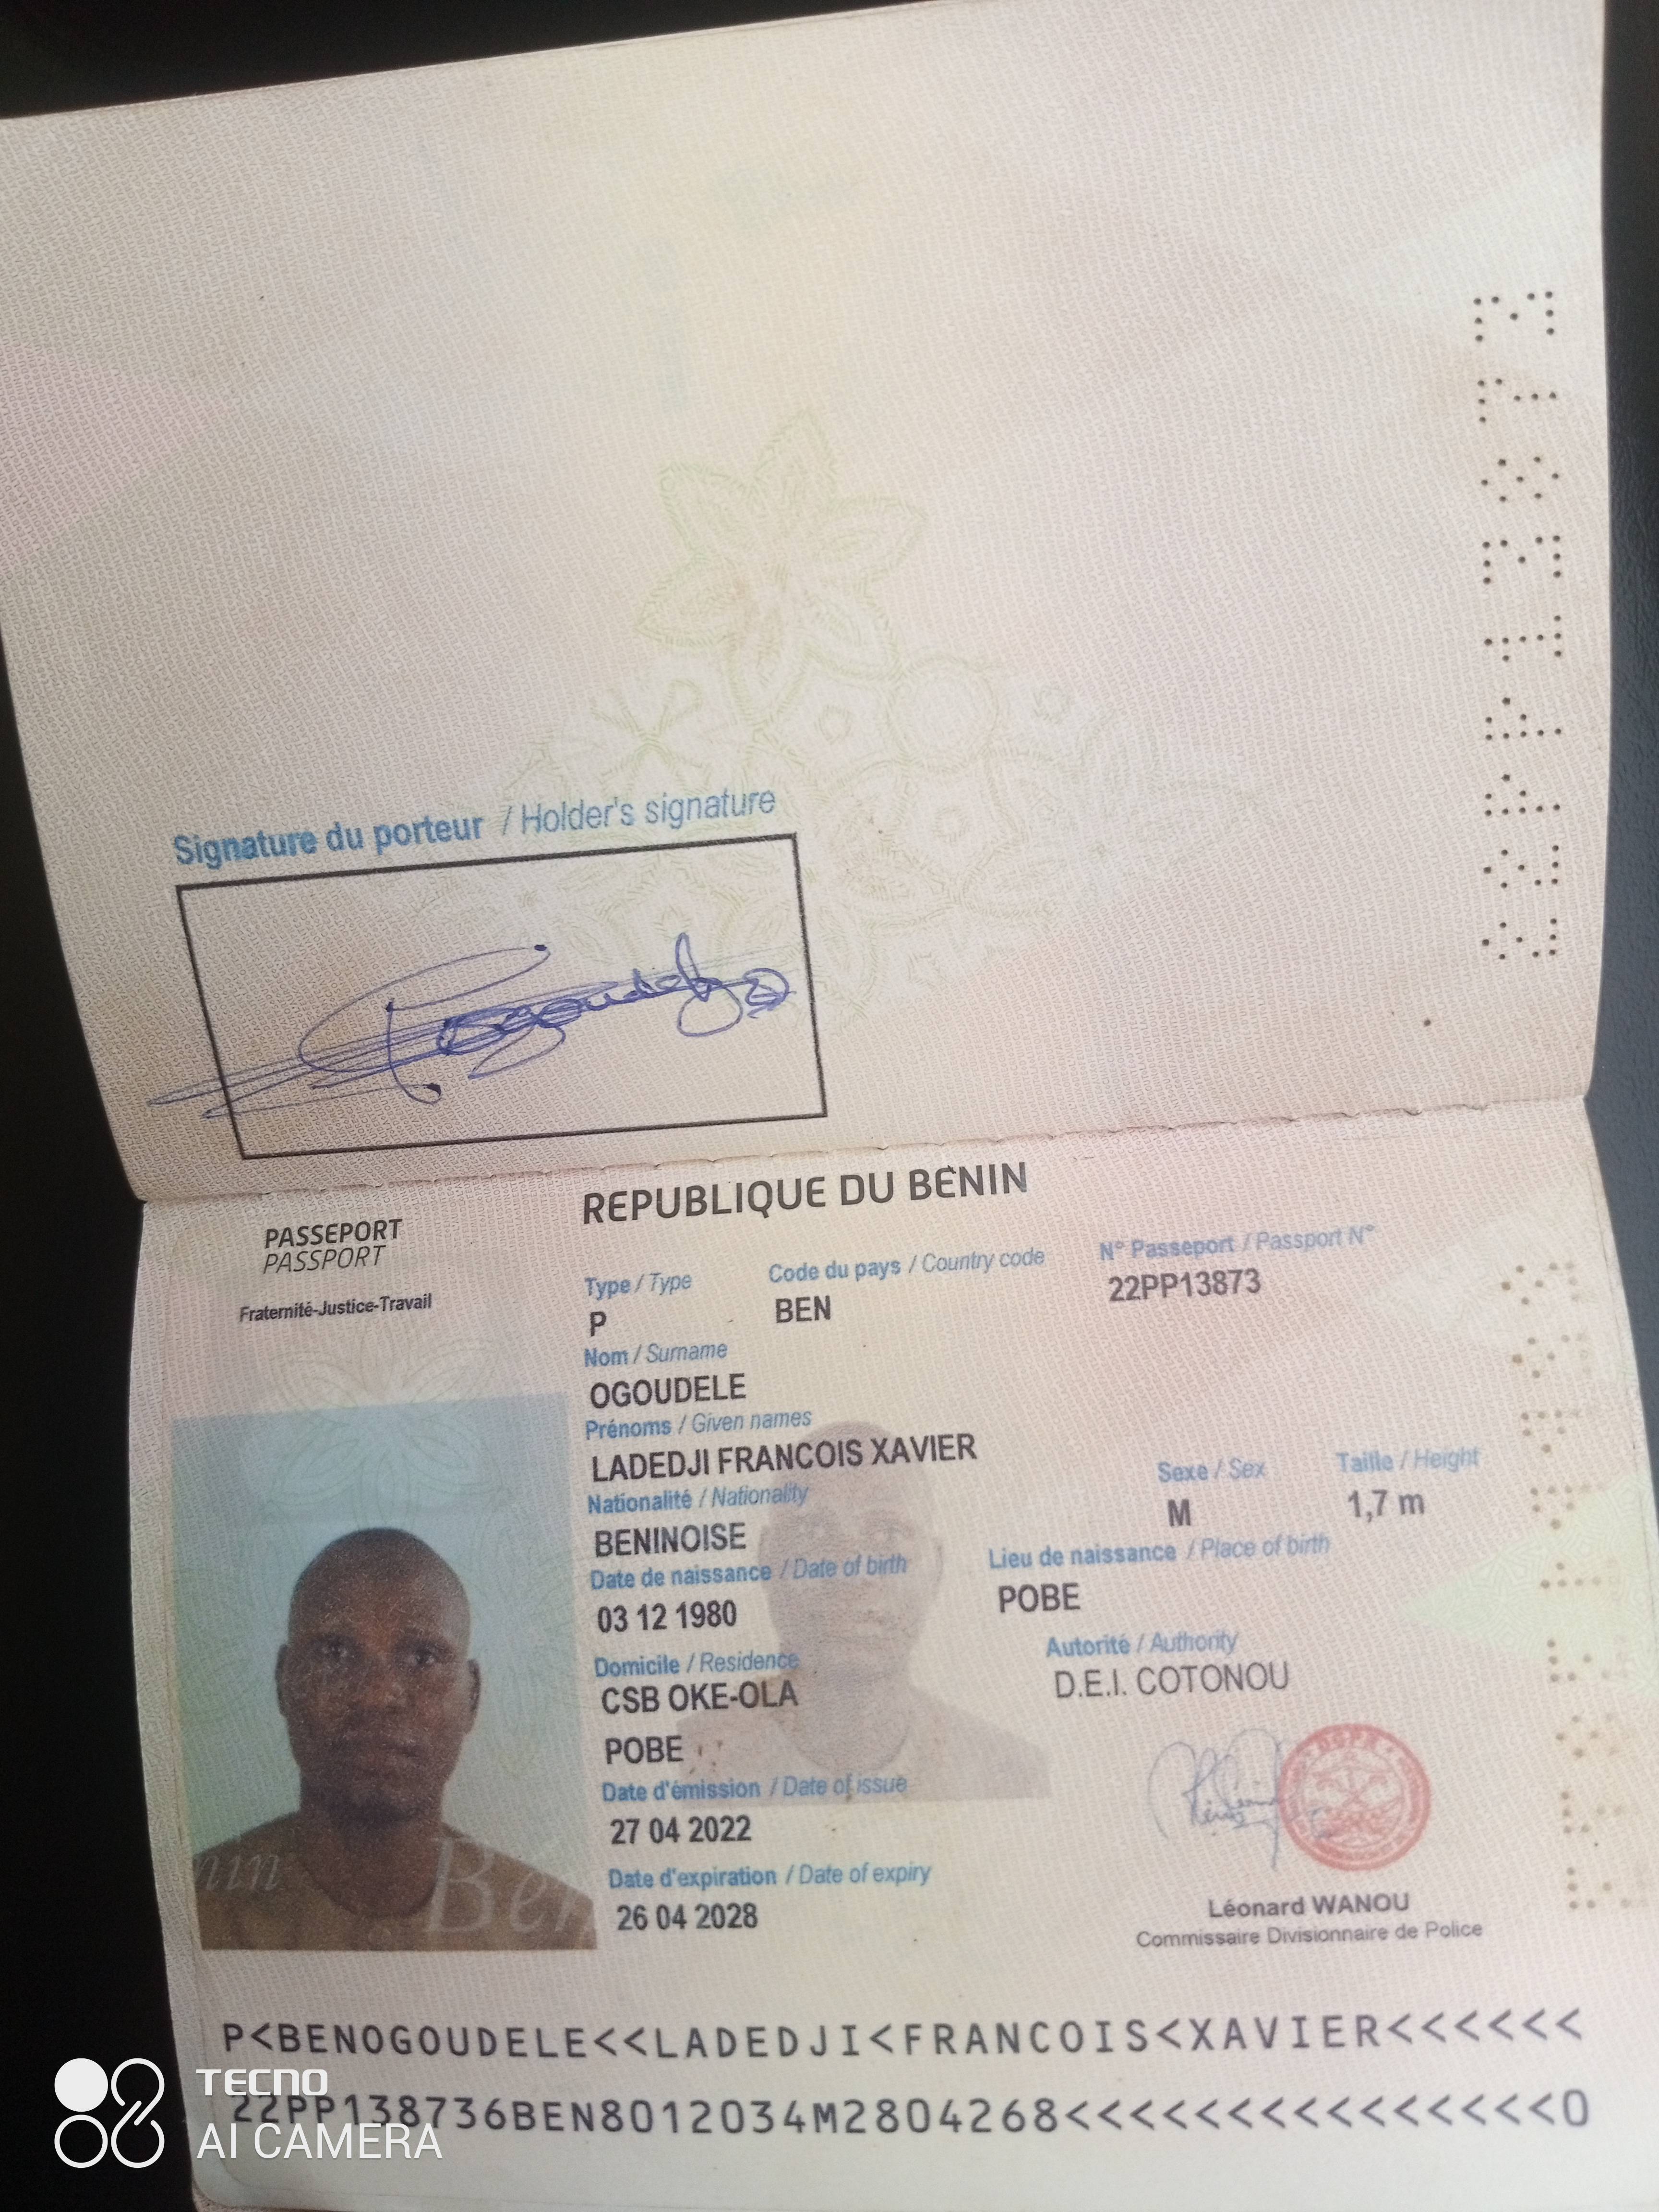 Signature du porteur / Holder's signature
REPUBLIQUE DU BENIN
PASSEPORT
PASSPORT
Fraternité-Justice-Travail
Type / Type
Code du pays / Country code
N° Passeport / Passport N°
P
BEN
22PP13873
Nom / Surname
OGOUDELE
Prénoms / Given names
LADEDJI FRANCOIS XAVIER
Nationalité / Nationality
Sexe / Sex
Taille / Height
BENINOISE
M
1,7 m
Date de naissance / Date of birth
Lieu de naissance / Place of birth
03 12 1980
POBE
Domicile / Residence
Autorité / Authority
CSB OKE-OLA
D.E.I. COTONOU
POBE
Date d'émission / Date of issue
27 04 2022
Date d'expiration / Date of expiry
26 04 2028
Léonard WANOU
Commissaire Divisionnaire de Police
nin
Bén
P<BENOGOUDELE<<LADEDJI<FRANCOIS<XAVIER<<<<<<
22PP138736BEN8012034M2804268<<<<<<<<<<<<<<<0
TECNO
AI CAMERA